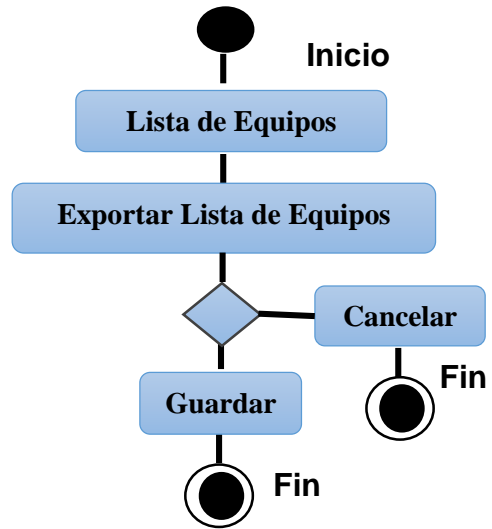 Inicio
Lista de Equipos
Exportar Lista de Equipos
Cancelar
Fin
Guardar
Fin